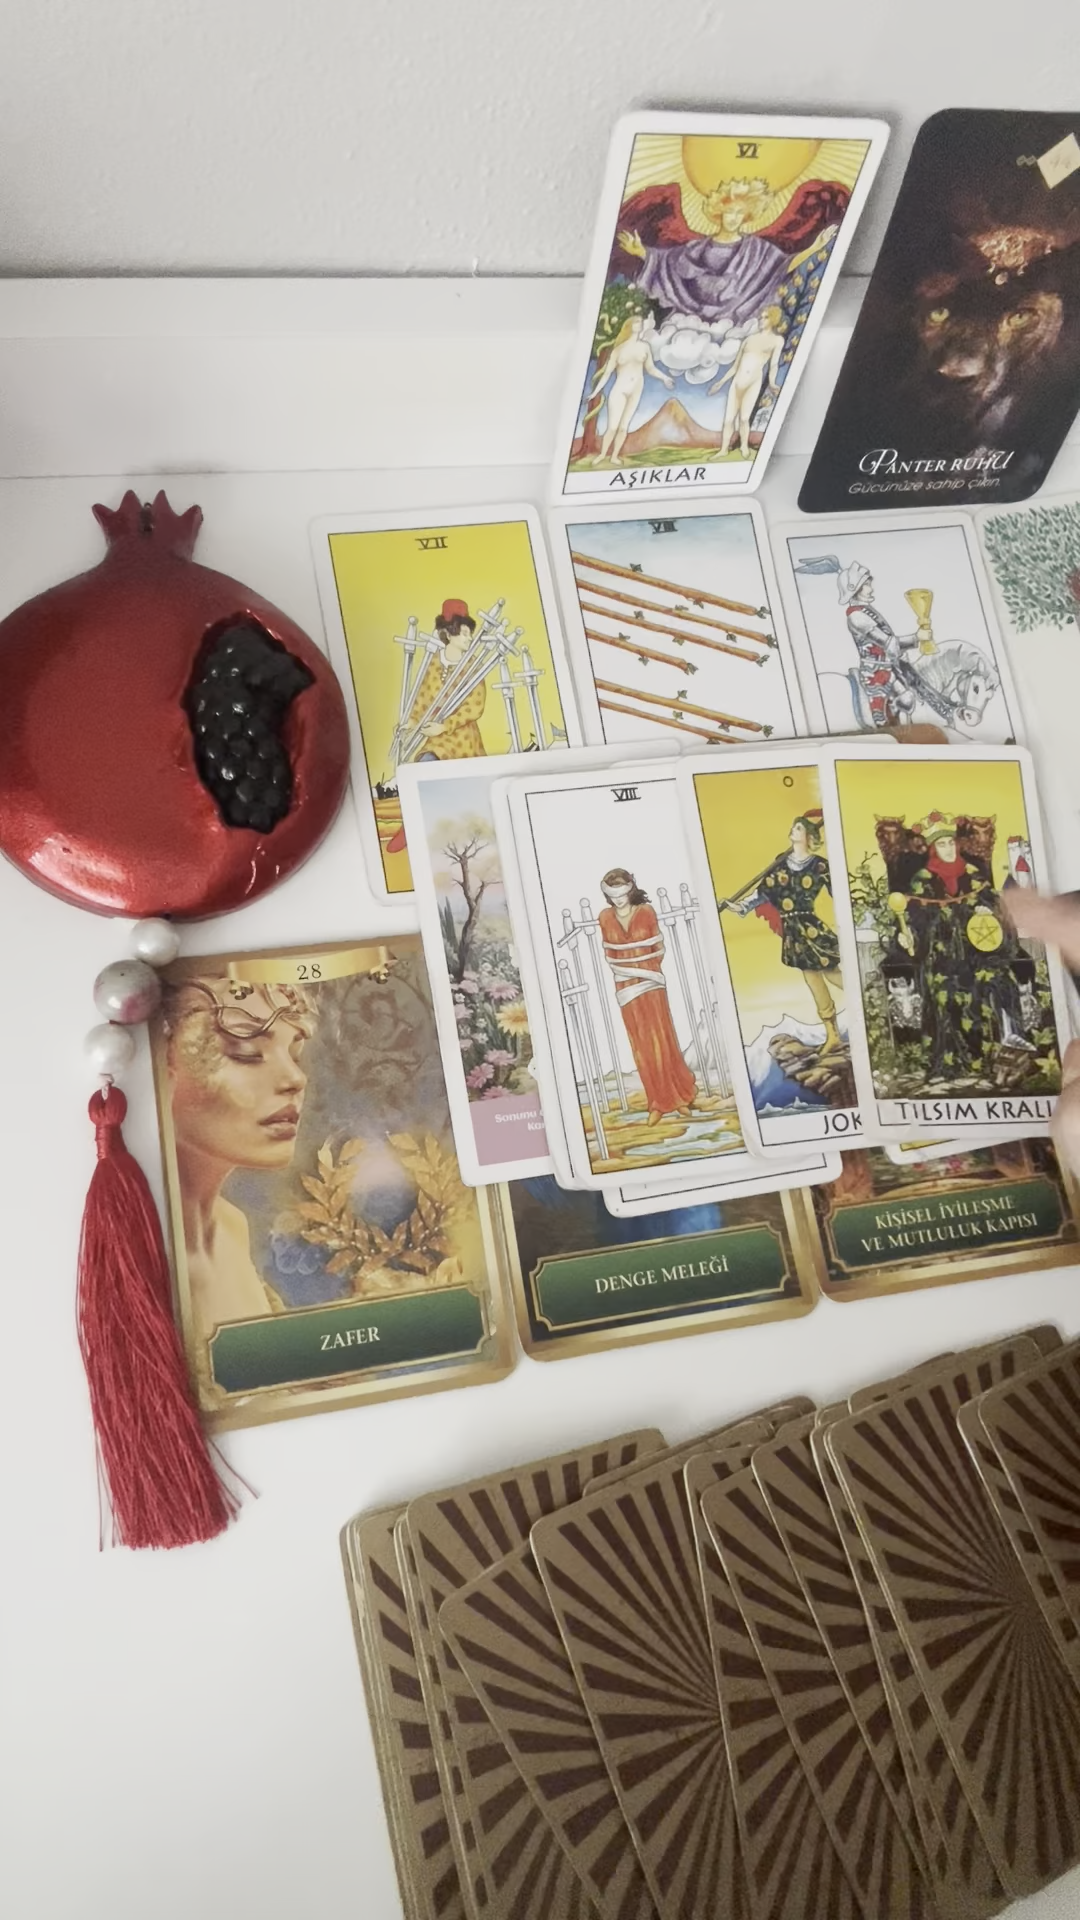 VI
AŞIKLAR
PANTER RUHU
Gücünüze sahip çıkın.
VII
VIII
VIII
0
JOK
TILSIM KRALI
Sonunu
28
ZAFER
DENGE MELEĞİ
KİŞİSEL İYİLEŞME
VE MUTLULUK KAPISI